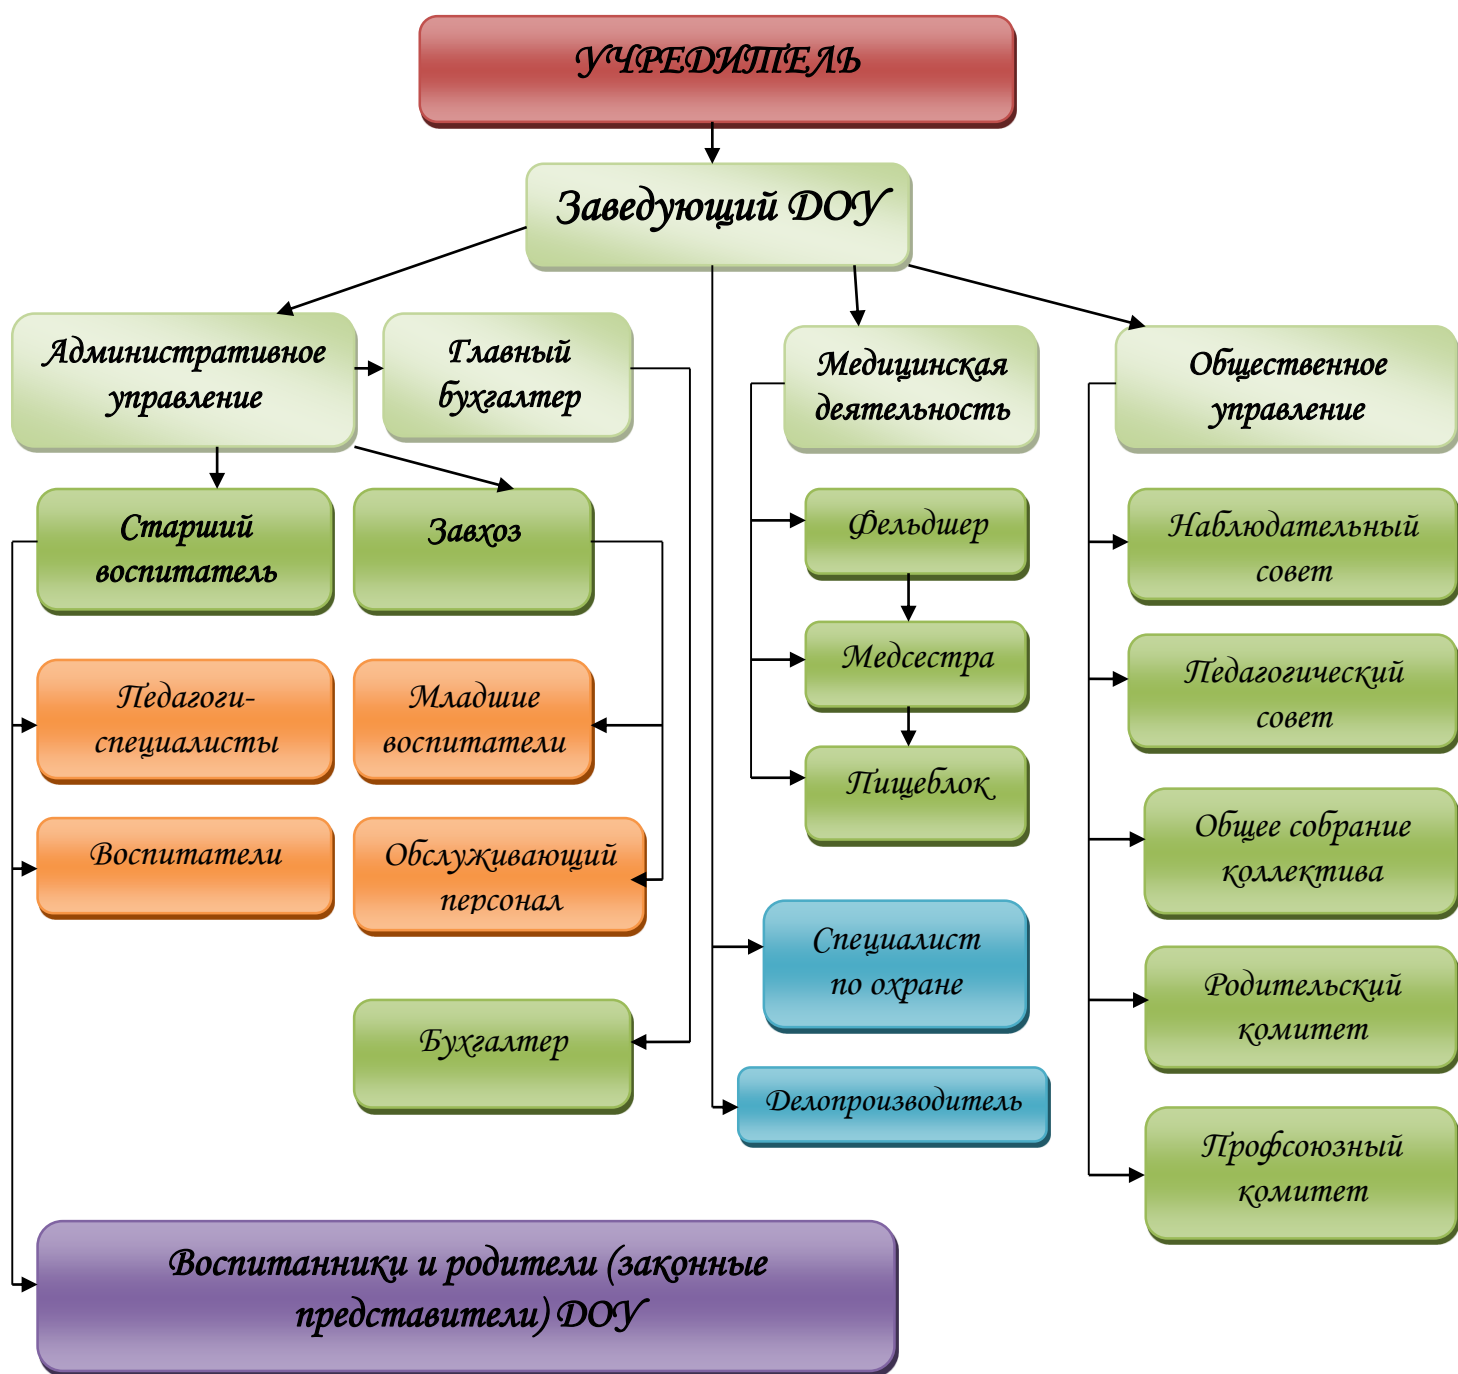 УЧРЕДИТЕЛЬ
Заведующий ДОУ
Административное
управление
Главный
бухгалтер
Медицинская
деятельность
Общественное
управление
Старший
воспитатель
Завхоз
Фельдшер
Наблюдательный
совет
Педагоги-
специалисты
Младшие
воспитатели
Медсестра
Педагогический
совет
Воспитатели
Обслуживающий
персонал
Пищеблок
Общее собрание
коллектива
Специалист
по охране
Родительский
комитет
Бухгалтер
Делопроизводитель
Профсоюзный
комитет
Воспитанники и родители (законные
представители) ДОУ